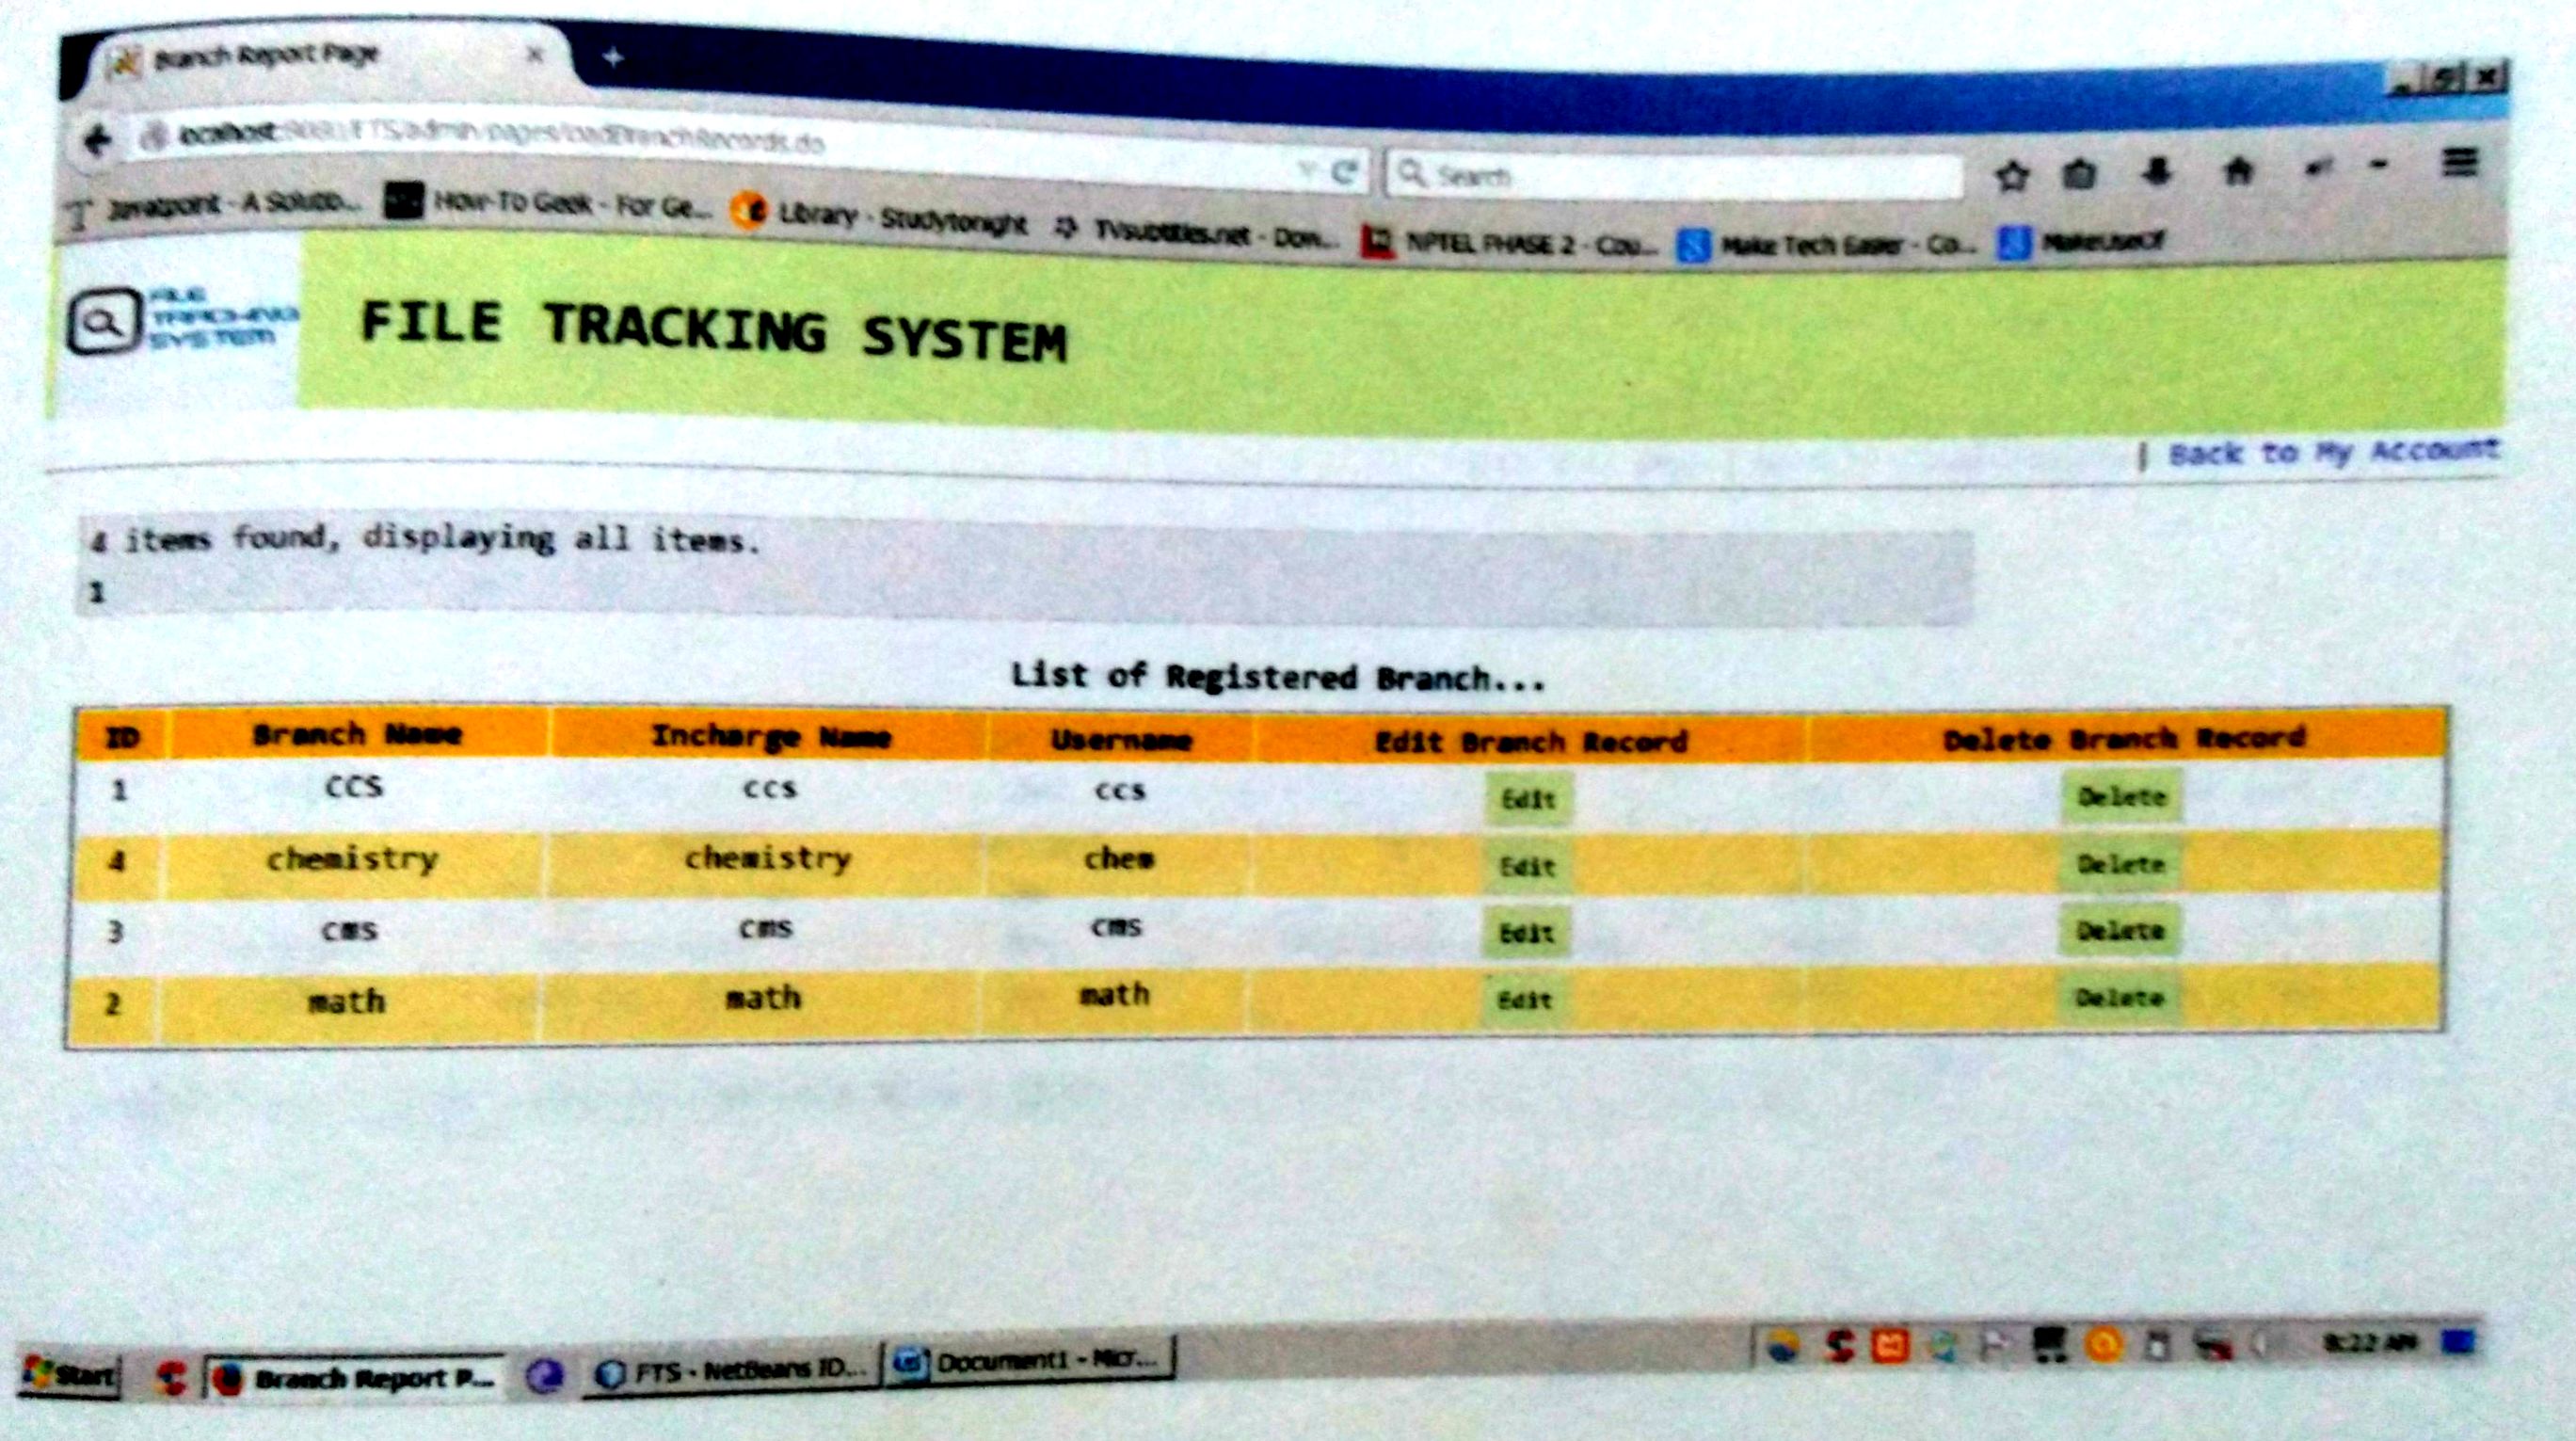 Branch Report Page
localhost:8080/FTS/admin/pages/loadBranchRecords.do
Search
Javatpoint - A Solutio... How-To Geek - For Ge... Library - Studytonight TVsubtitles.net - Dow... NPTEL PHASE 2 - Cou... Make Tech Easier - Co... MakeUseOf
FILE
TRACKING
SYSTEM
FILE TRACKING SYSTEM
| Back to My Account
4 items found, displaying all items.
1
List of Registered Branch...
ID Branch Name Incharge Name Username Edit Branch Record Delete Branch Record
1 CCS ccs ccs Edit Delete
4 chemistry chemistry chem Edit Delete
3 cms cms cms Edit Delete
2 math math math Edit Delete
Start Branch Report P... FTS - NetBeans ID... Document1 - Micr... 8:22 AM